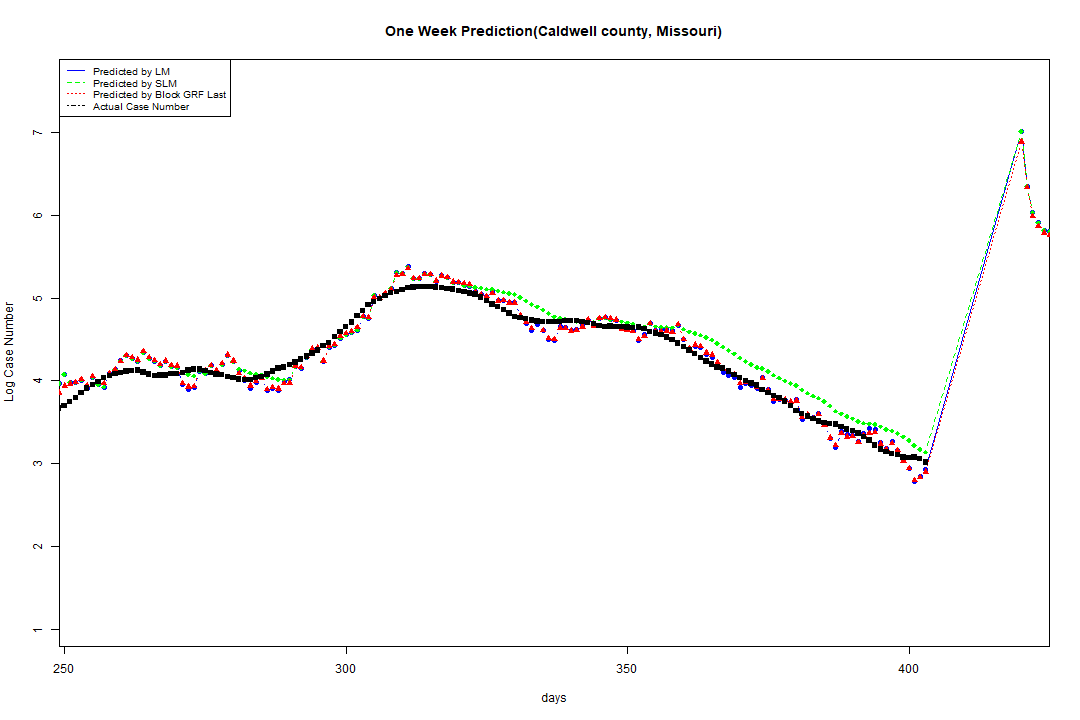 One Week Prediction(Caldwell county, Missouri)
Predicted by LM
Predicted by SLM
Predicted by Block GRF Last
Actual Case Number
Log Case Number
7
6
5
4
3
2
1
250 300 350 400
days